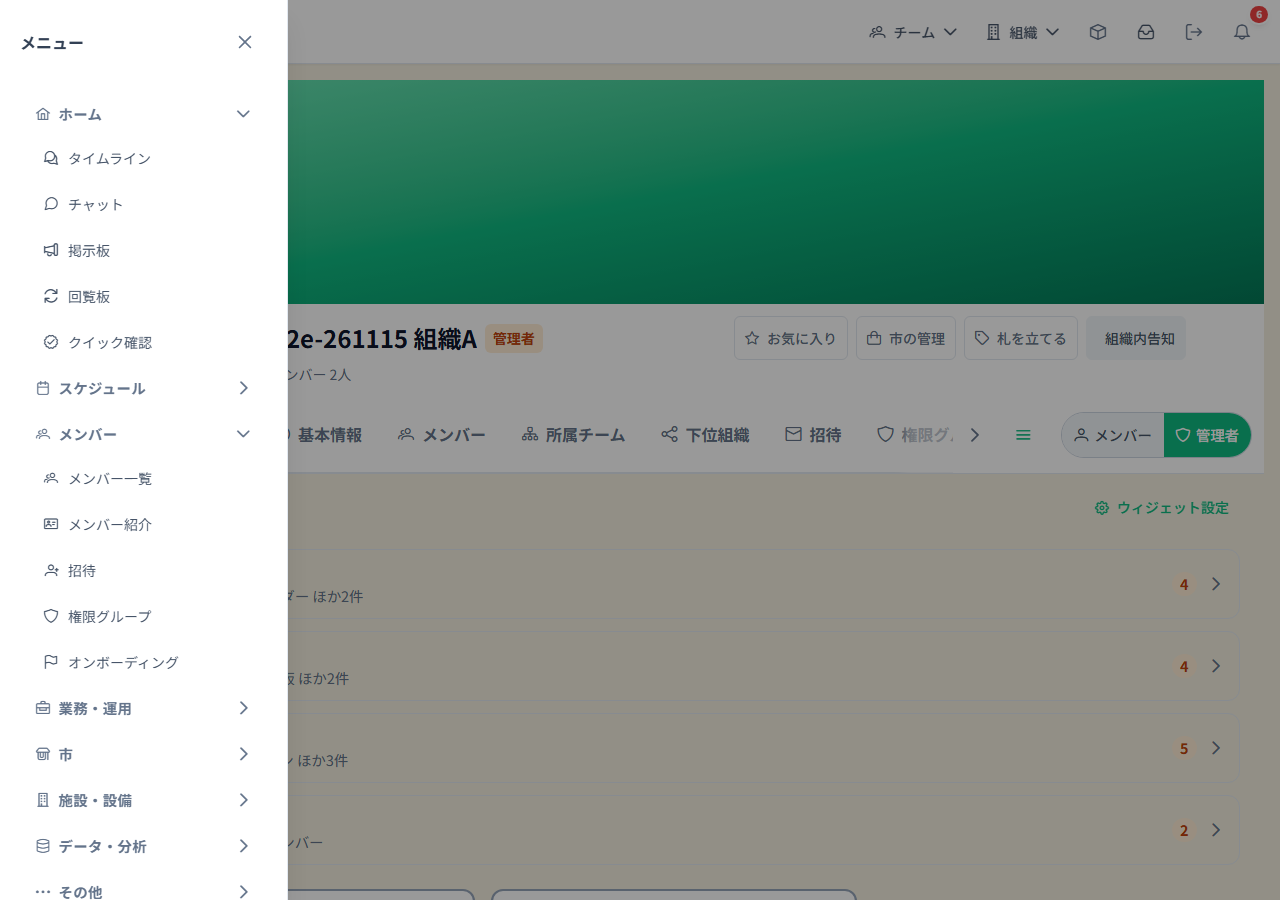 メニュー
ホーム
タイムライン
チャット
掲示板
回覧板
クイック確認
スケジュール
メンバー
メンバー一覧
メンバー紹介
招待
権限グループ
オンボーディング
業務・運用
市
施設・設備
データ・分析
その他
チーム
組織
6
2e-261115 組織A
管理者
お気に入り
市の管理
札を立てる
組織内告知
ンバー 2人
基本情報
メンバー
所属チーム
下位組織
招待
権限グ
メンバー
管理者
ウィジェット設定
ダー ほか2件
4
板 ほか2件
4
ン ほか3件
5
ンバー
2